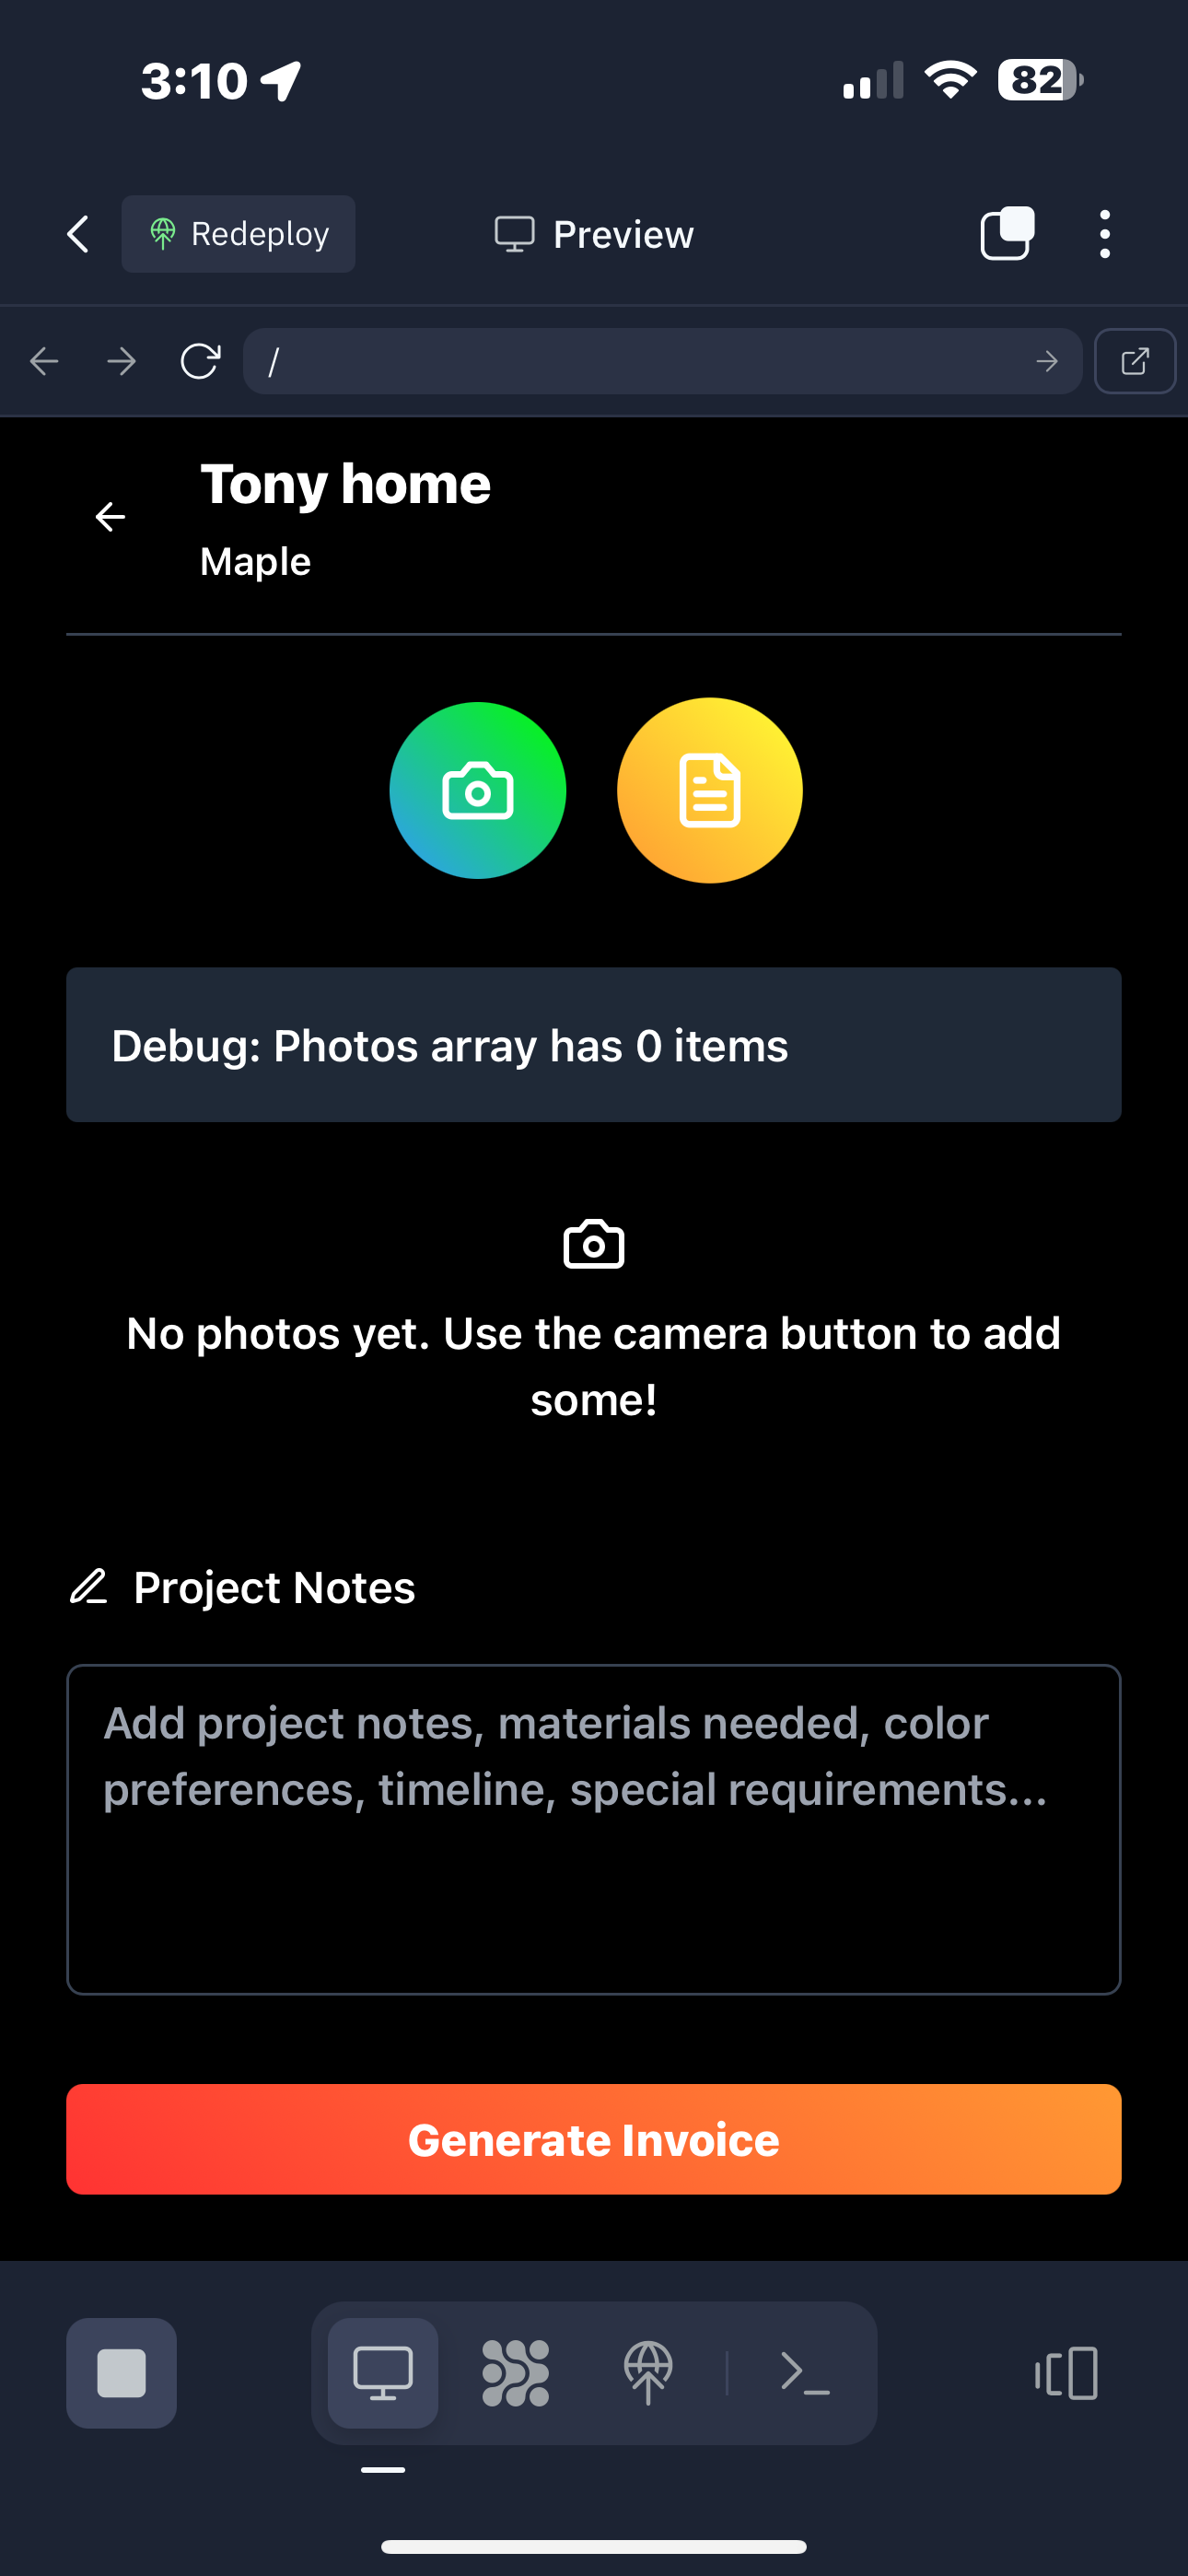 3:10
82
Redeploy
Preview
/
Tony home
Maple
Debug: Photos array has 0 items
No photos yet. Use the camera button to add
some!
Project Notes
Add project notes, materials needed, color
preferences, timeline, special requirements...
Generate Invoice